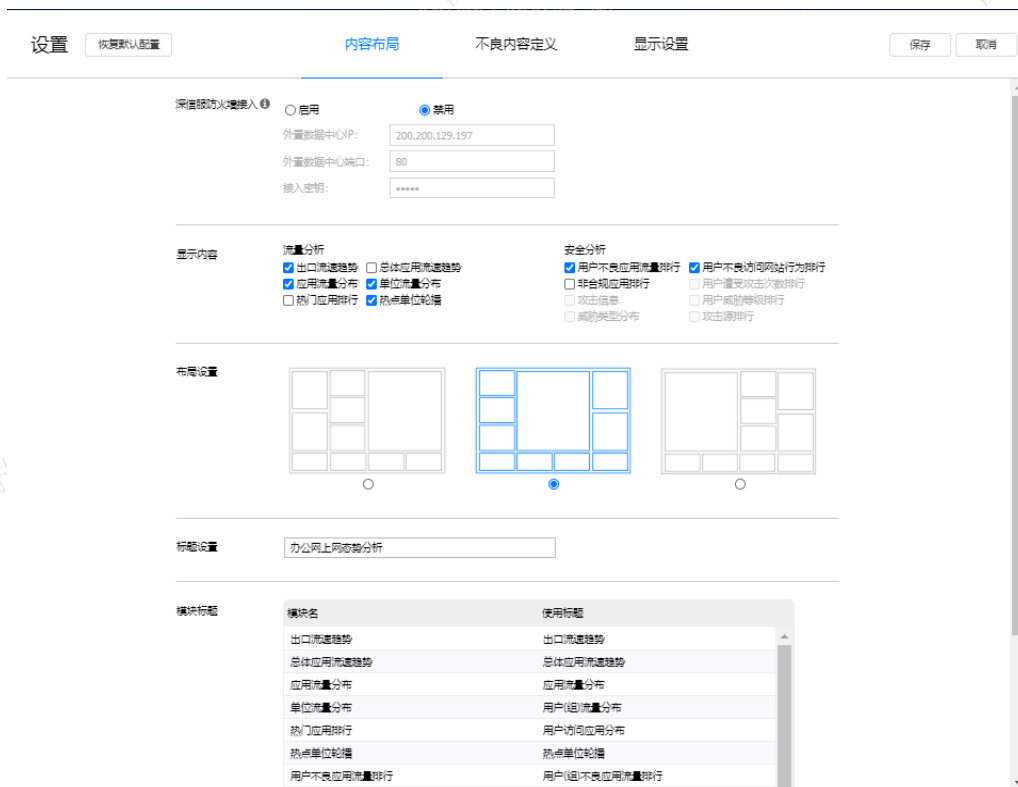 设置 恢复默认配置 内容布局 不良内容定义 显示设置 保存 取消
深信服防火墙接入 启用 禁用
外置数据中心IP: 200.200.129.197
外置数据中心端口: 80
接入密钥: •••••
显示内容 流量分析 安全分析
出口流速趋势 总体应用流速趋势 用户不良应用流量排行 用户不良访问网站行为排行
应用流量分布 单位流量分布 非合规应用排行 用户遭受攻击次数排行
热门应用排行 热点单位轮播 攻击信息 用户威胁等级排行
威胁类型分布 攻击源排行
布局设置
标题设置 办公网上网态势分析
模块标题 模块名 使用标题
出口流速趋势 出口流速趋势
总体应用流速趋势 总体应用流速趋势
应用流量分布 应用流量分布
单位流量分布 用户(组)流量分布
热门应用排行 用户访问应用分布
热点单位轮播 热点单位轮播
用户不良应用流量排行 用户(组)不良应用流量排行